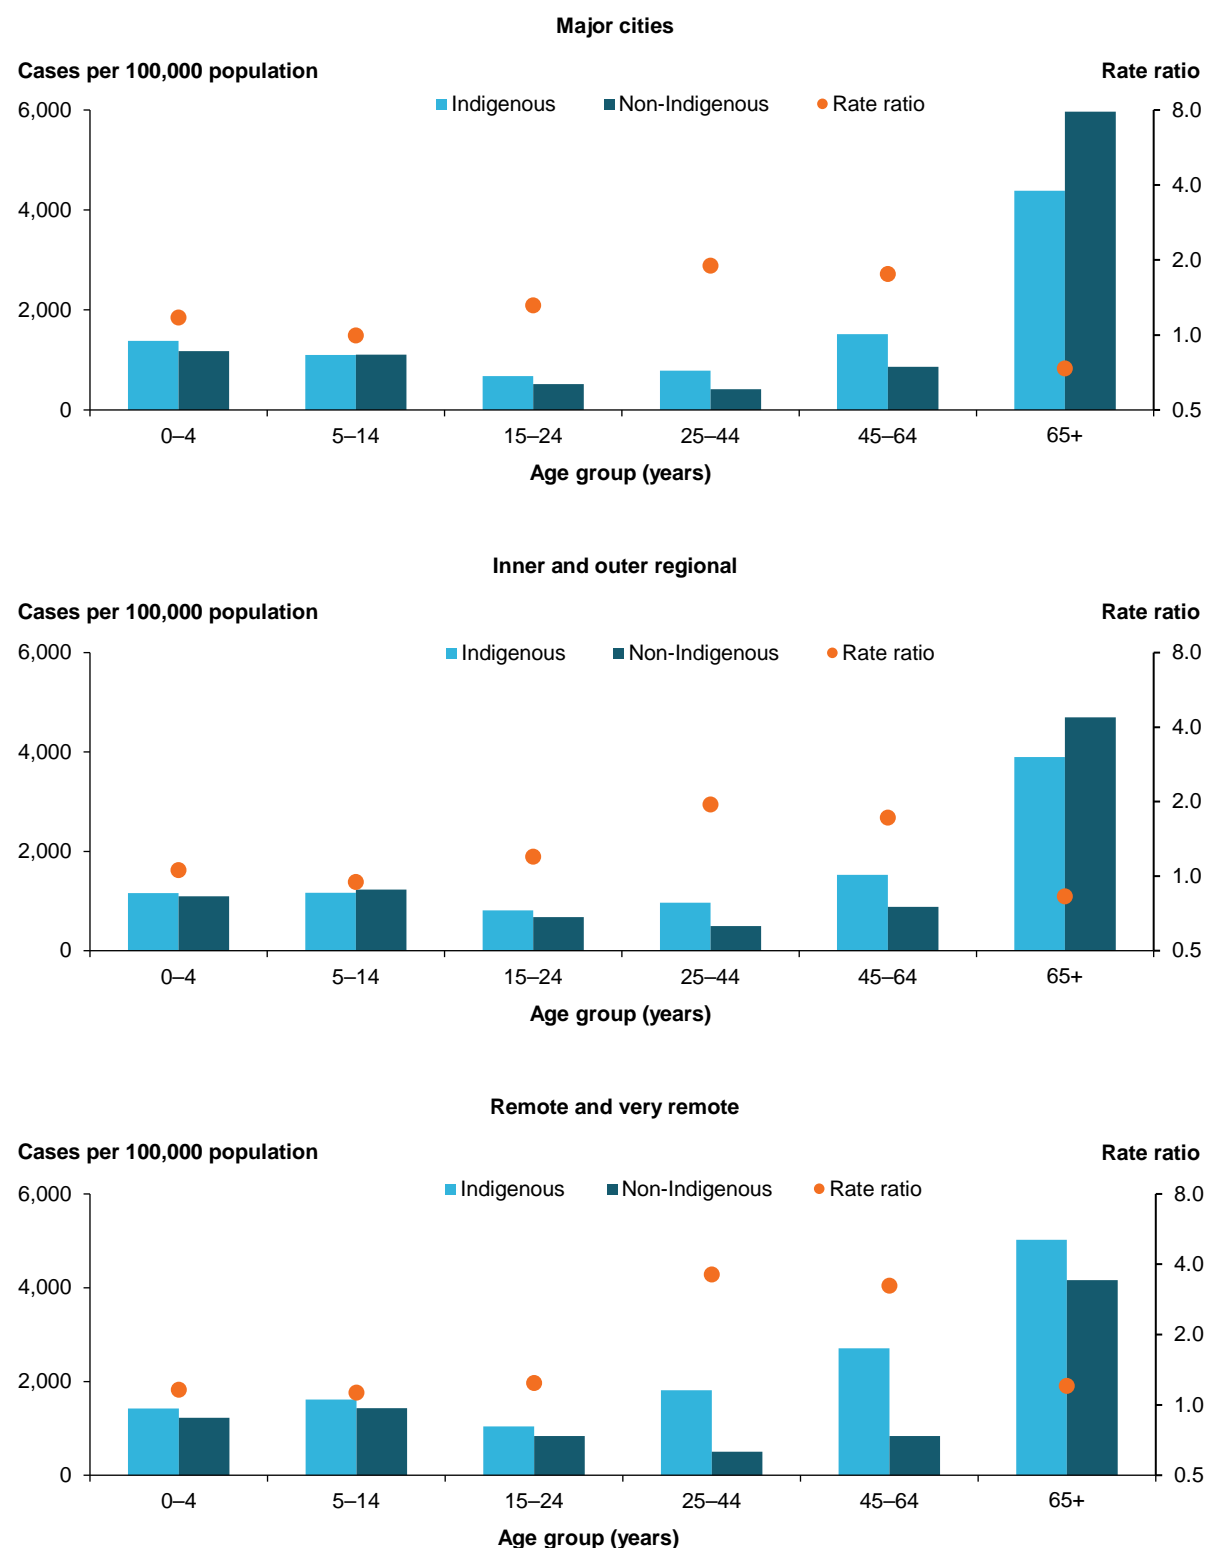 Major cities
Cases per 100,000 population Rate ratio
Indigenous Non-Indigenous Rate ratio
6,000 8.0
4.0
4,000
2.0
2,000
1.0
0 0.5
0–4 5–14 15–24 25–44 45–64 65+
Age group (years)
Inner and outer regional
Cases per 100,000 population Rate ratio
6,000 Indigenous Non-Indigenous Rate ratio 8.0
4,000 4.0
2.0
2,000
1.0
0 0.5
0–4 5–14 15–24 25–44 45–64 65+
Age group (years)
Remote and very remote
Cases per 100,000 population Rate ratio
6,000 Indigenous Non-Indigenous Rate ratio 8.0
4.0
4,000
2.0
2,000
1.0
0 0.5
0–4 5–14 15–24 25–44 45–64 65+
Age group (years)